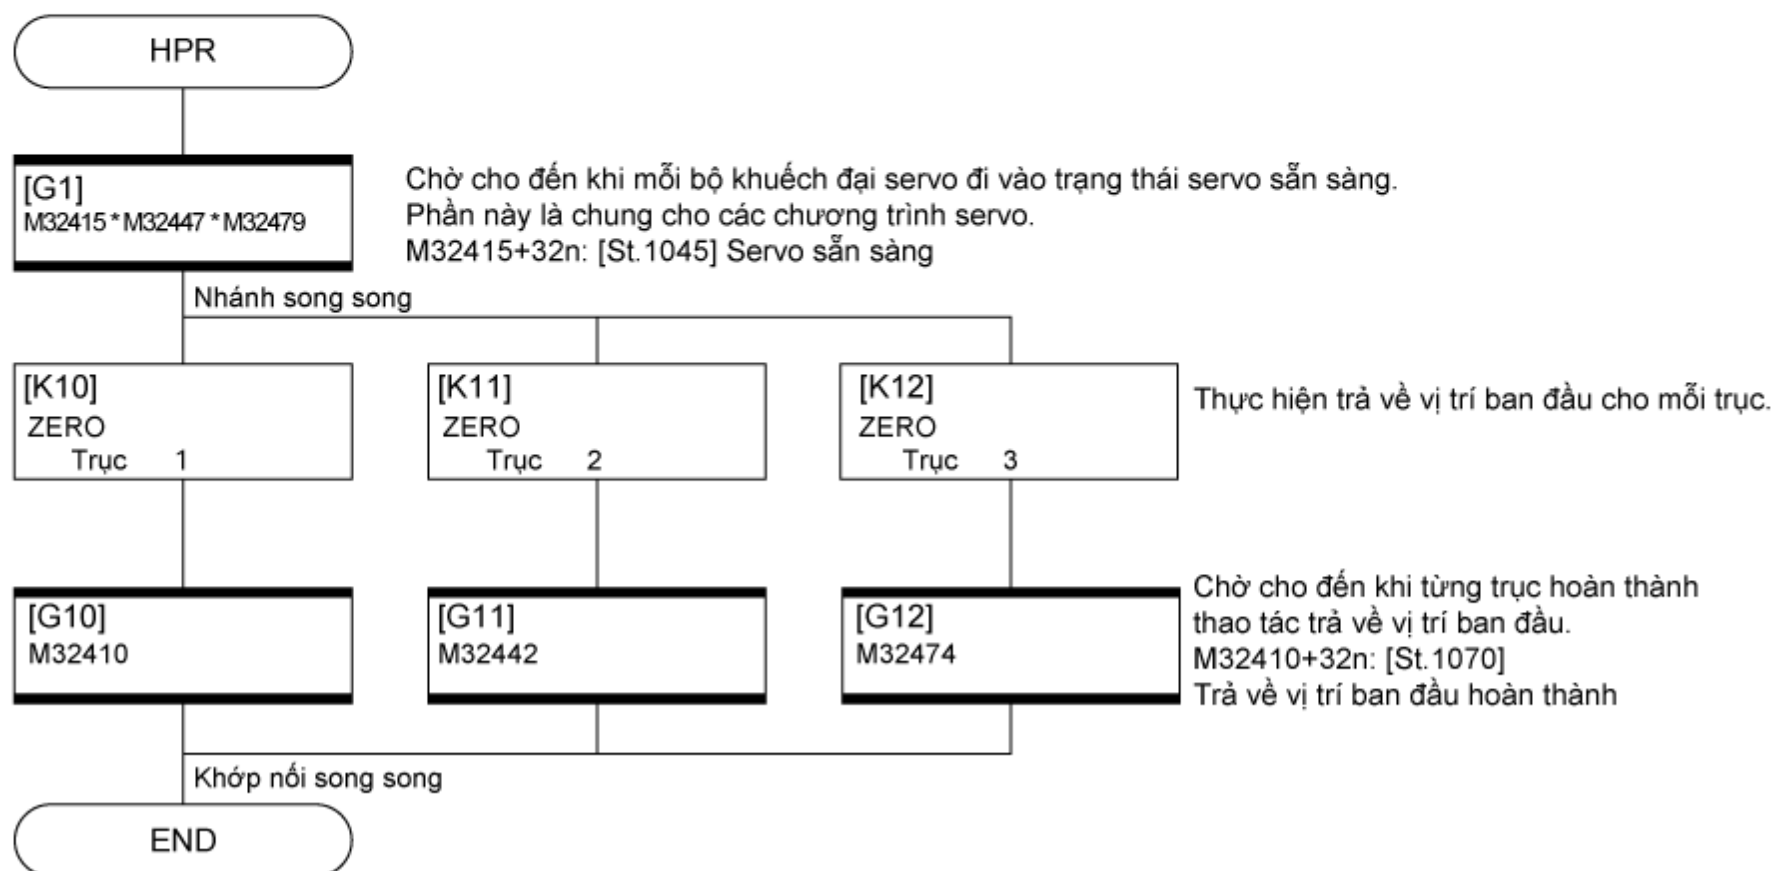 HPR
[G1]
M32415*M32447*M32479
Chờ cho đến khi mỗi bộ khuếch đại servo đi vào trạng thái servo sẵn sàng.
Phần này là chung cho các chương trình servo.
M32415+32n: [St.1045] Servo sẵn sàng
Nhánh song song
[K10]
ZERO
Trục 1
[K11]
ZERO
Trục 2
[K12]
ZERO
Trục 3
Thực hiện trả về vị trí ban đầu cho mỗi trục.
[G10]
M32410
[G11]
M32442
[G12]
M32474
Chờ cho đến khi từng trục hoàn thành
thao tác trả về vị trí ban đầu.
M32410+32n: [St.1070]
Trả về vị trí ban đầu hoàn thành
Khớp nối song song
END